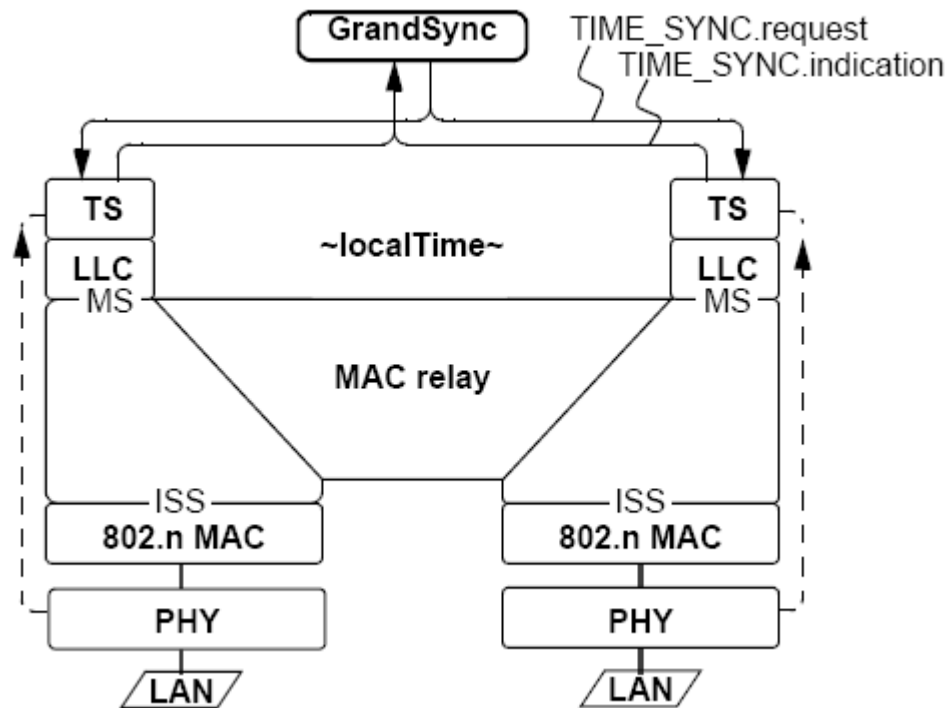 GrandSync
TIME_SYNC.request
TIME_SYNC.indication
TS
TS
~localTime~
LLC
LLC
MS
MS
MAC relay
ISS
ISS
802.n MAC
802.n MAC
PHY
PHY
LAN
LAN